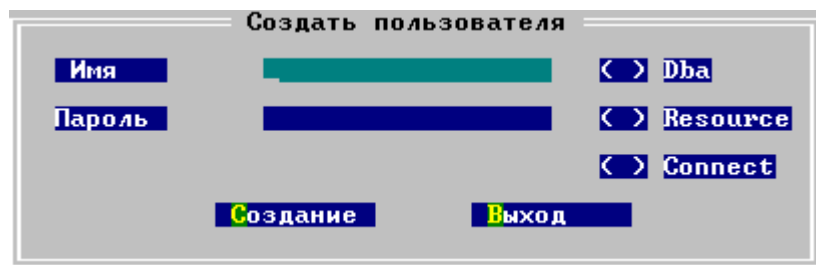 Создать пользователя
Имя < > Dba
Пароль < > Resource
< > Connect
Создание Выход